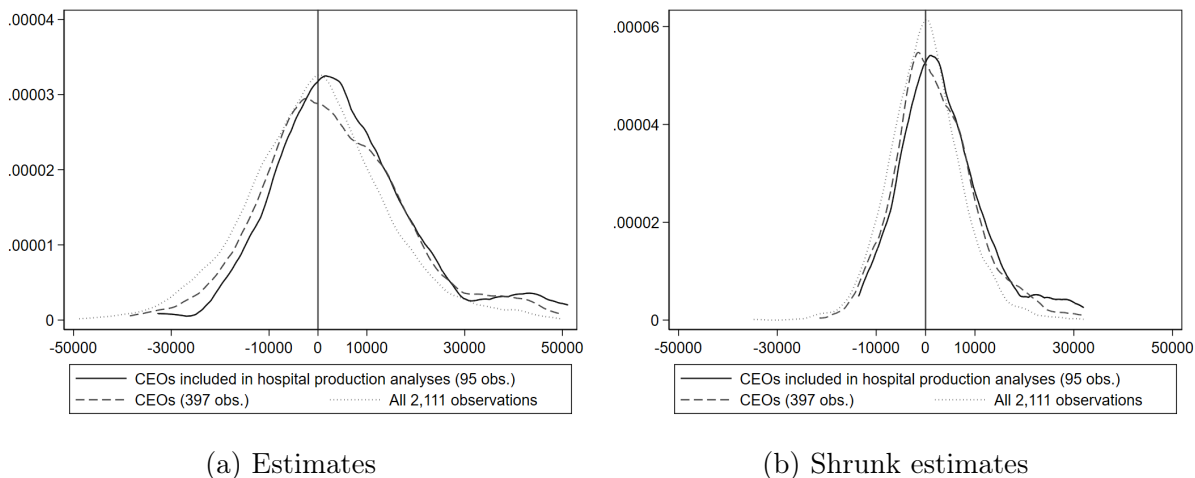 .00004
.00003
.00002
.00001
0
-50000 -30000 -10000 0 10000 30000 50000
CEOs included in hospital production analyses (95 obs.)
CEOs (397 obs.) All 2,111 observations
(a) Estimates
.00006
.00004
.00002
0
-50000 -30000 -10000 0 10000 30000 50000
CEOs included in hospital production analyses (95 obs.)
CEOs (397 obs.) All 2,111 observations
(b) Shrunk estimates